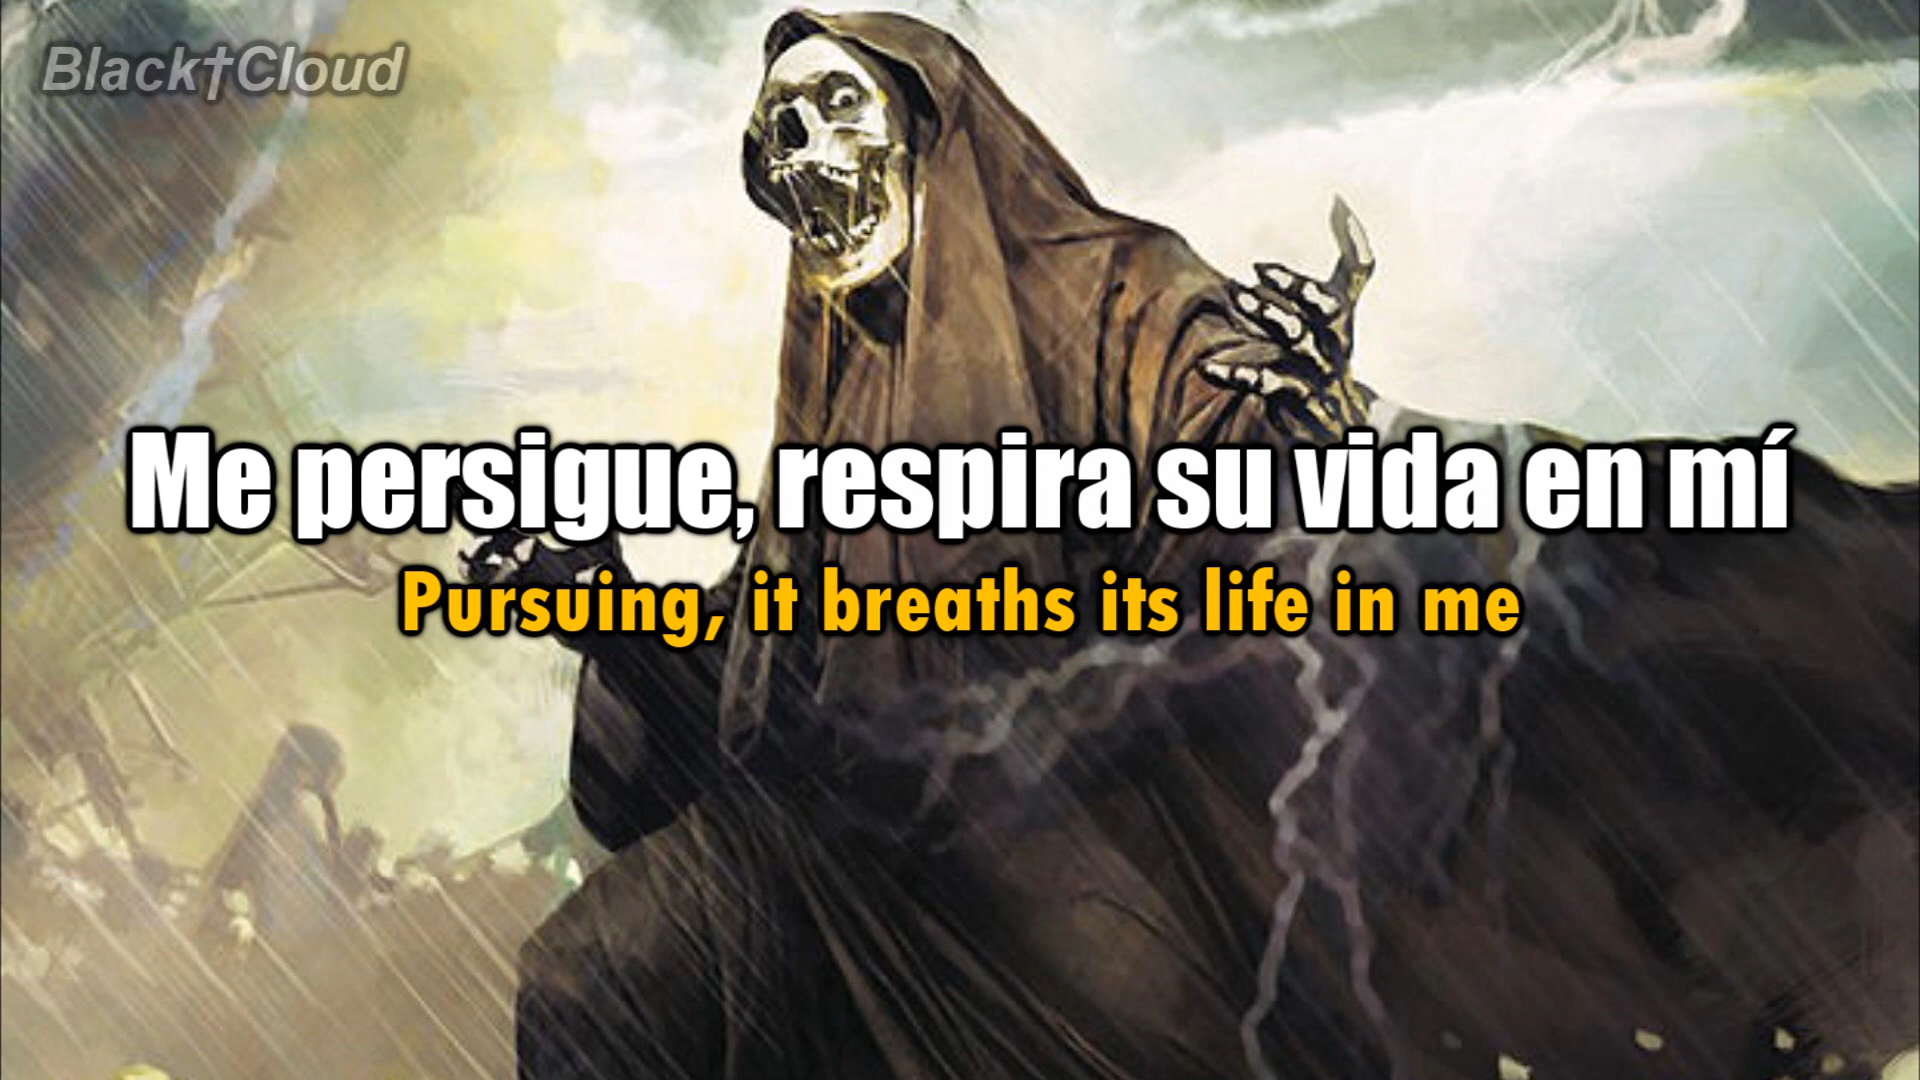 Black†Cloud
Me persigue, respira su vida en mí
Pursuing, it breaths its life in me